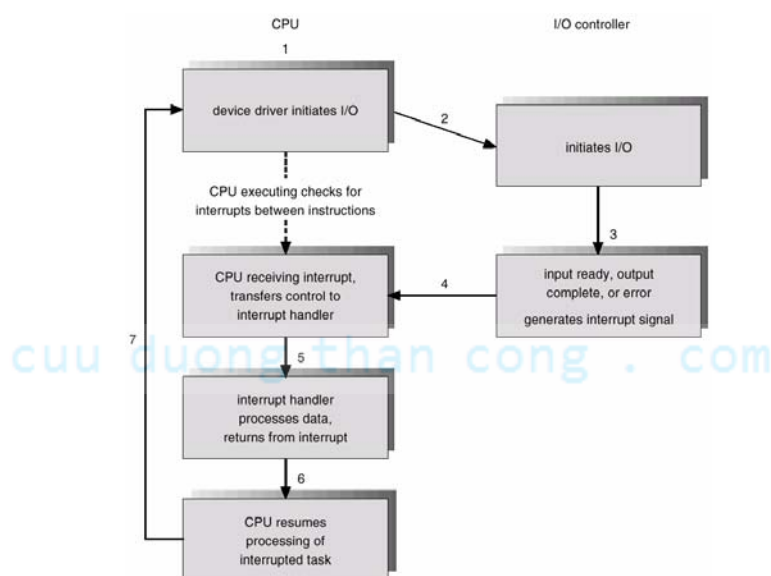 CPU
I/O controller
1
device driver initiates I/O
2
initiates I/O
CPU executing checks for
interrupts between instructions
3
CPU receiving interrupt,
transfers control to
interrupt handler
4
input ready, output
complete, or error
generates interrupt signal
7
cuu duong than cong . com
5
interrupt handler
processes data,
returns from interrupt
6
CPU resumes
processing of
interrupted task